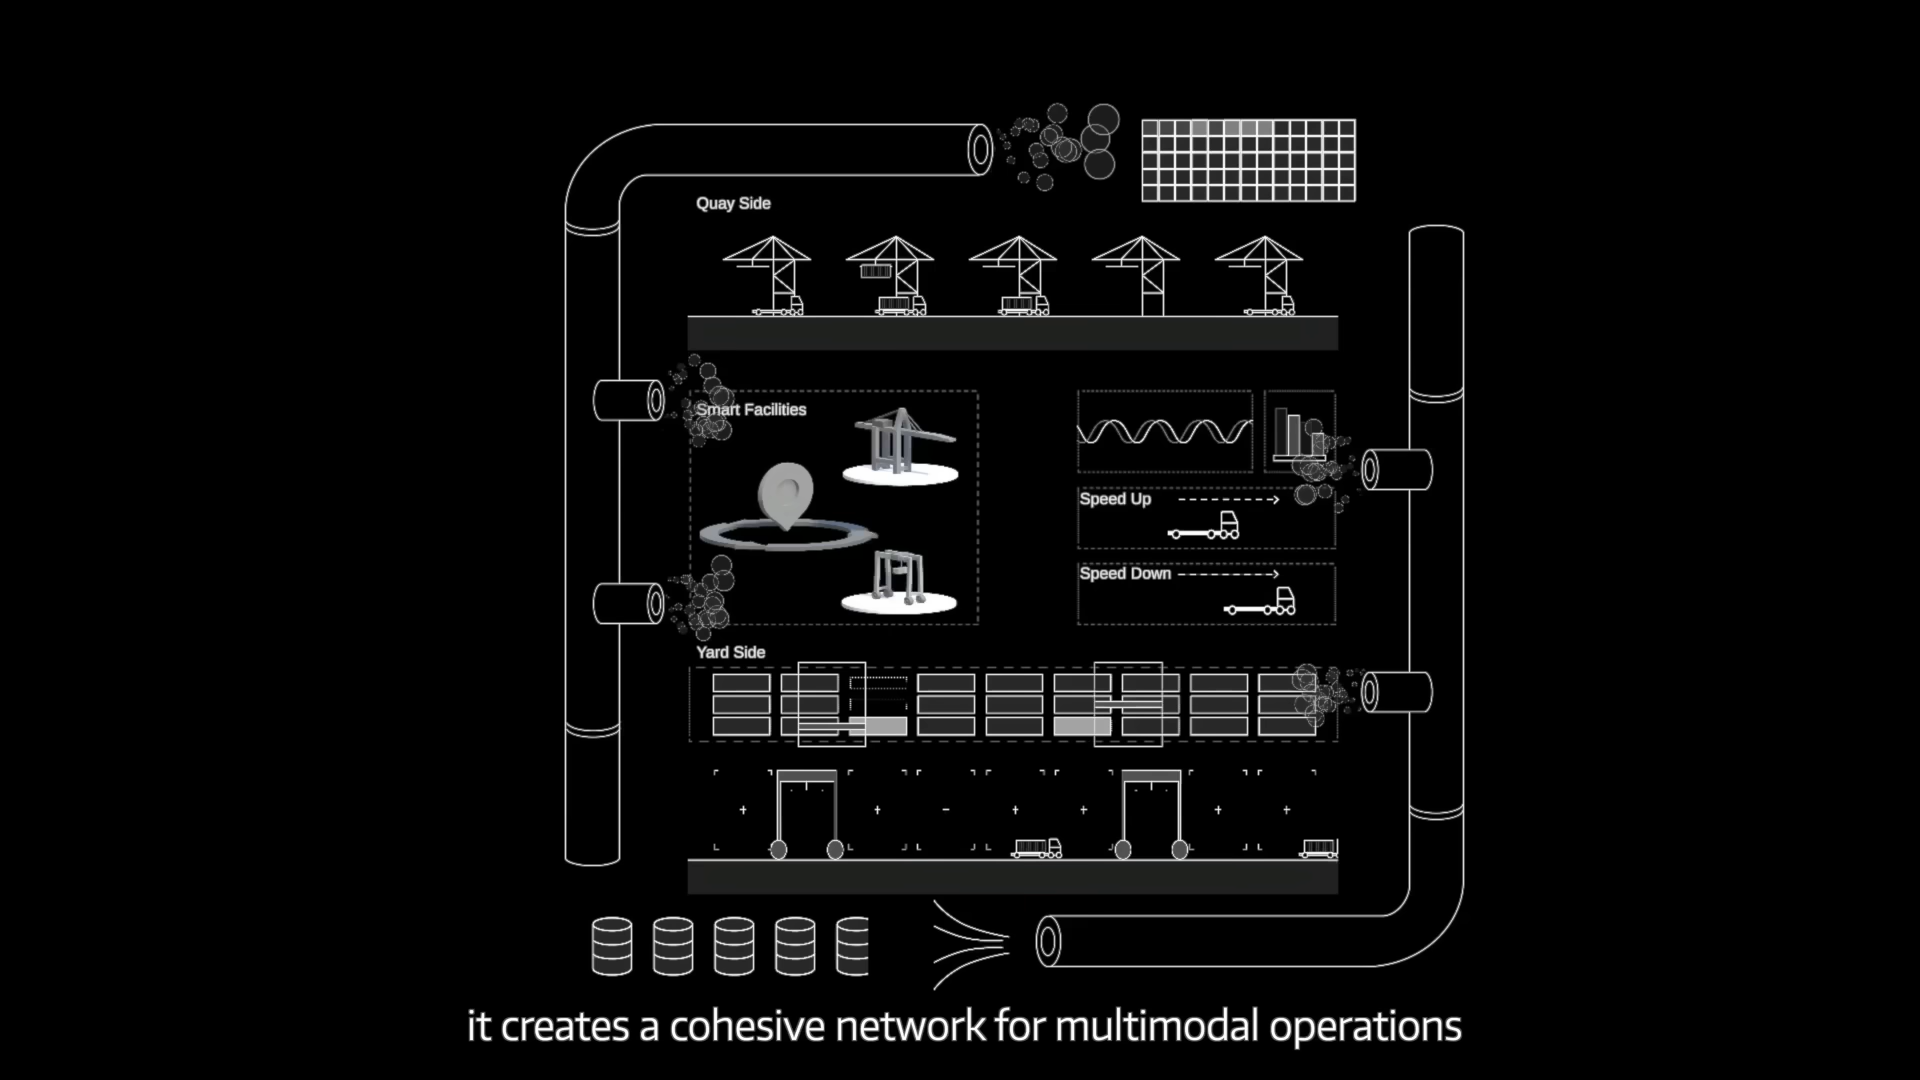 Quay Side
Smart Facilities
Speed Up
Speed Down
Yard Side
it creates a cohesive network for multimodal operations